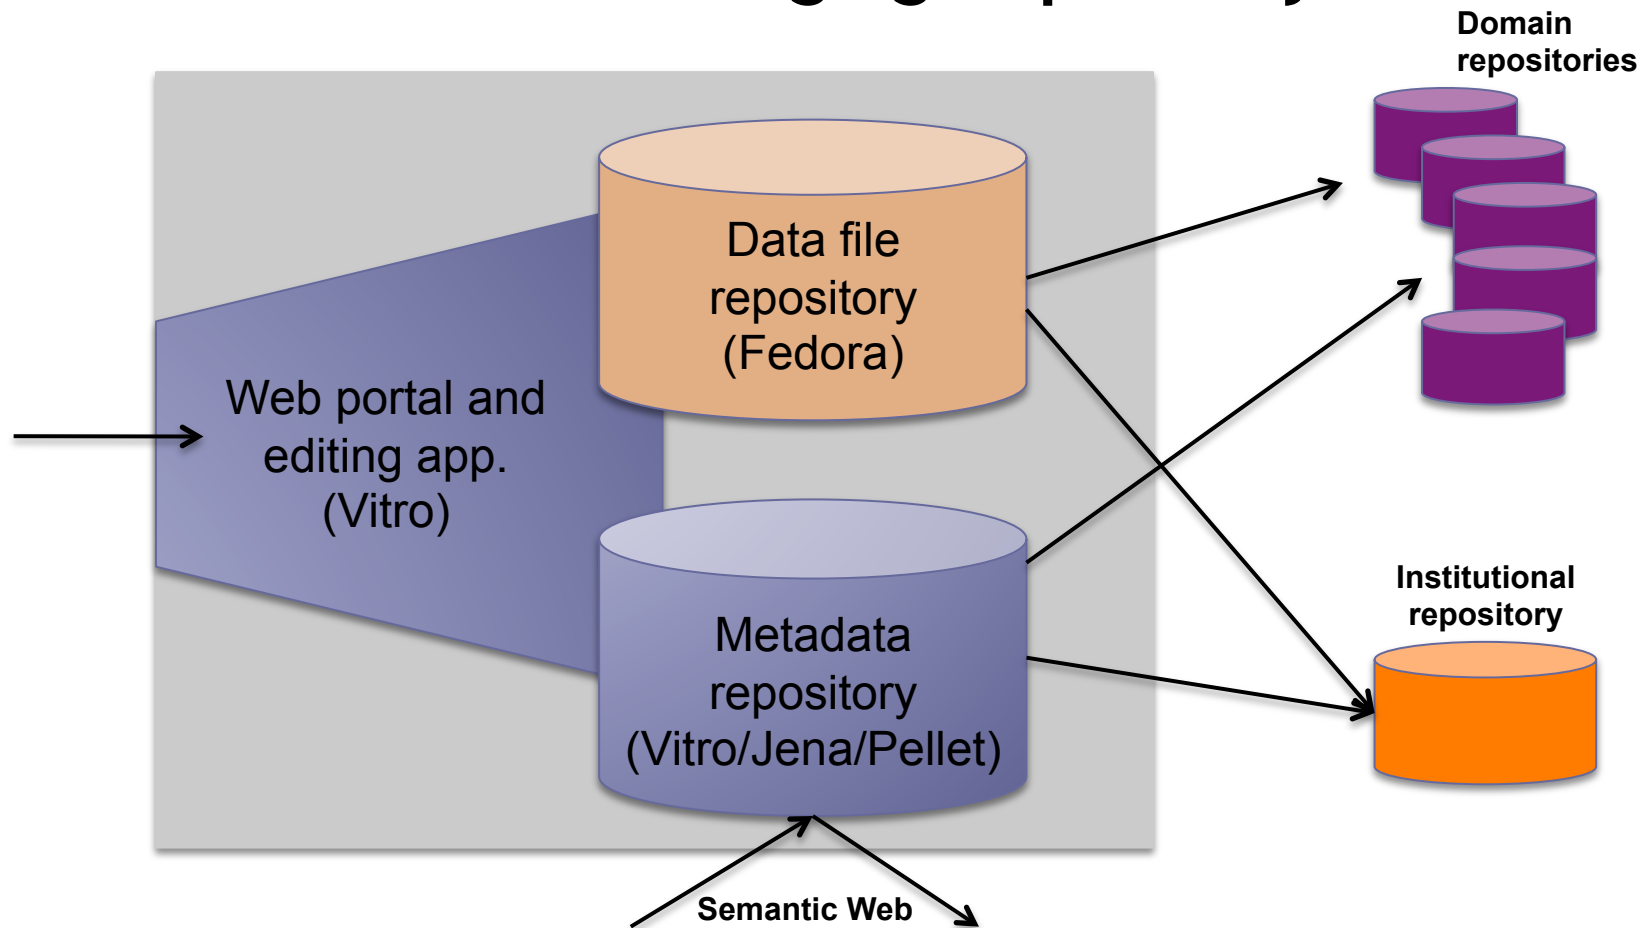 Domain
repositories
Data file
repository
(Fedora)
Web portal and
editing app.
(Vitro)
Institutional
repository
Metadata
repository
(Vitro/Jena/Pellet)
Semantic Web